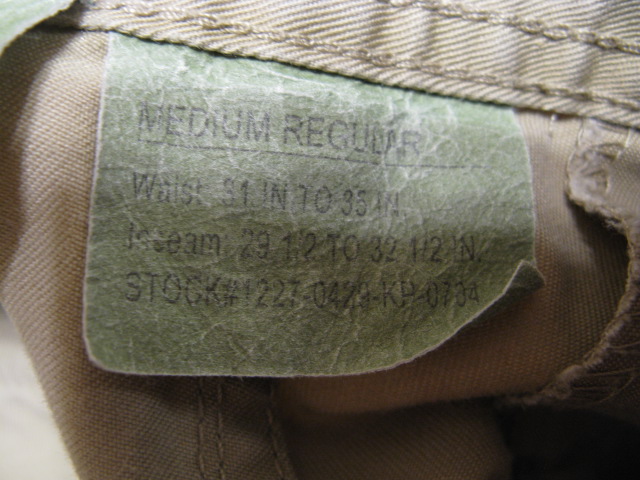 MEDIUM REGULAR
Waist: 31 IN TO 35 IN.
Inseam: 29 1/2 TO 32 1/2 IN.
STOCK#1227-0429-KP-0734